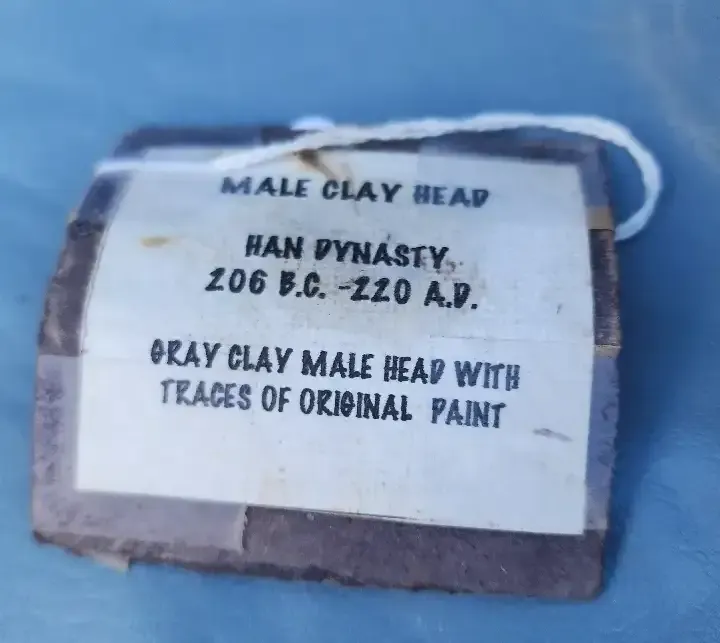 MALE CLAY HEAD
HAN DYNASTY
206 B.C. -220 A.D.
GRAY CLAY MALE HEAD WITH
TRACES OF ORIGINAL PAINT